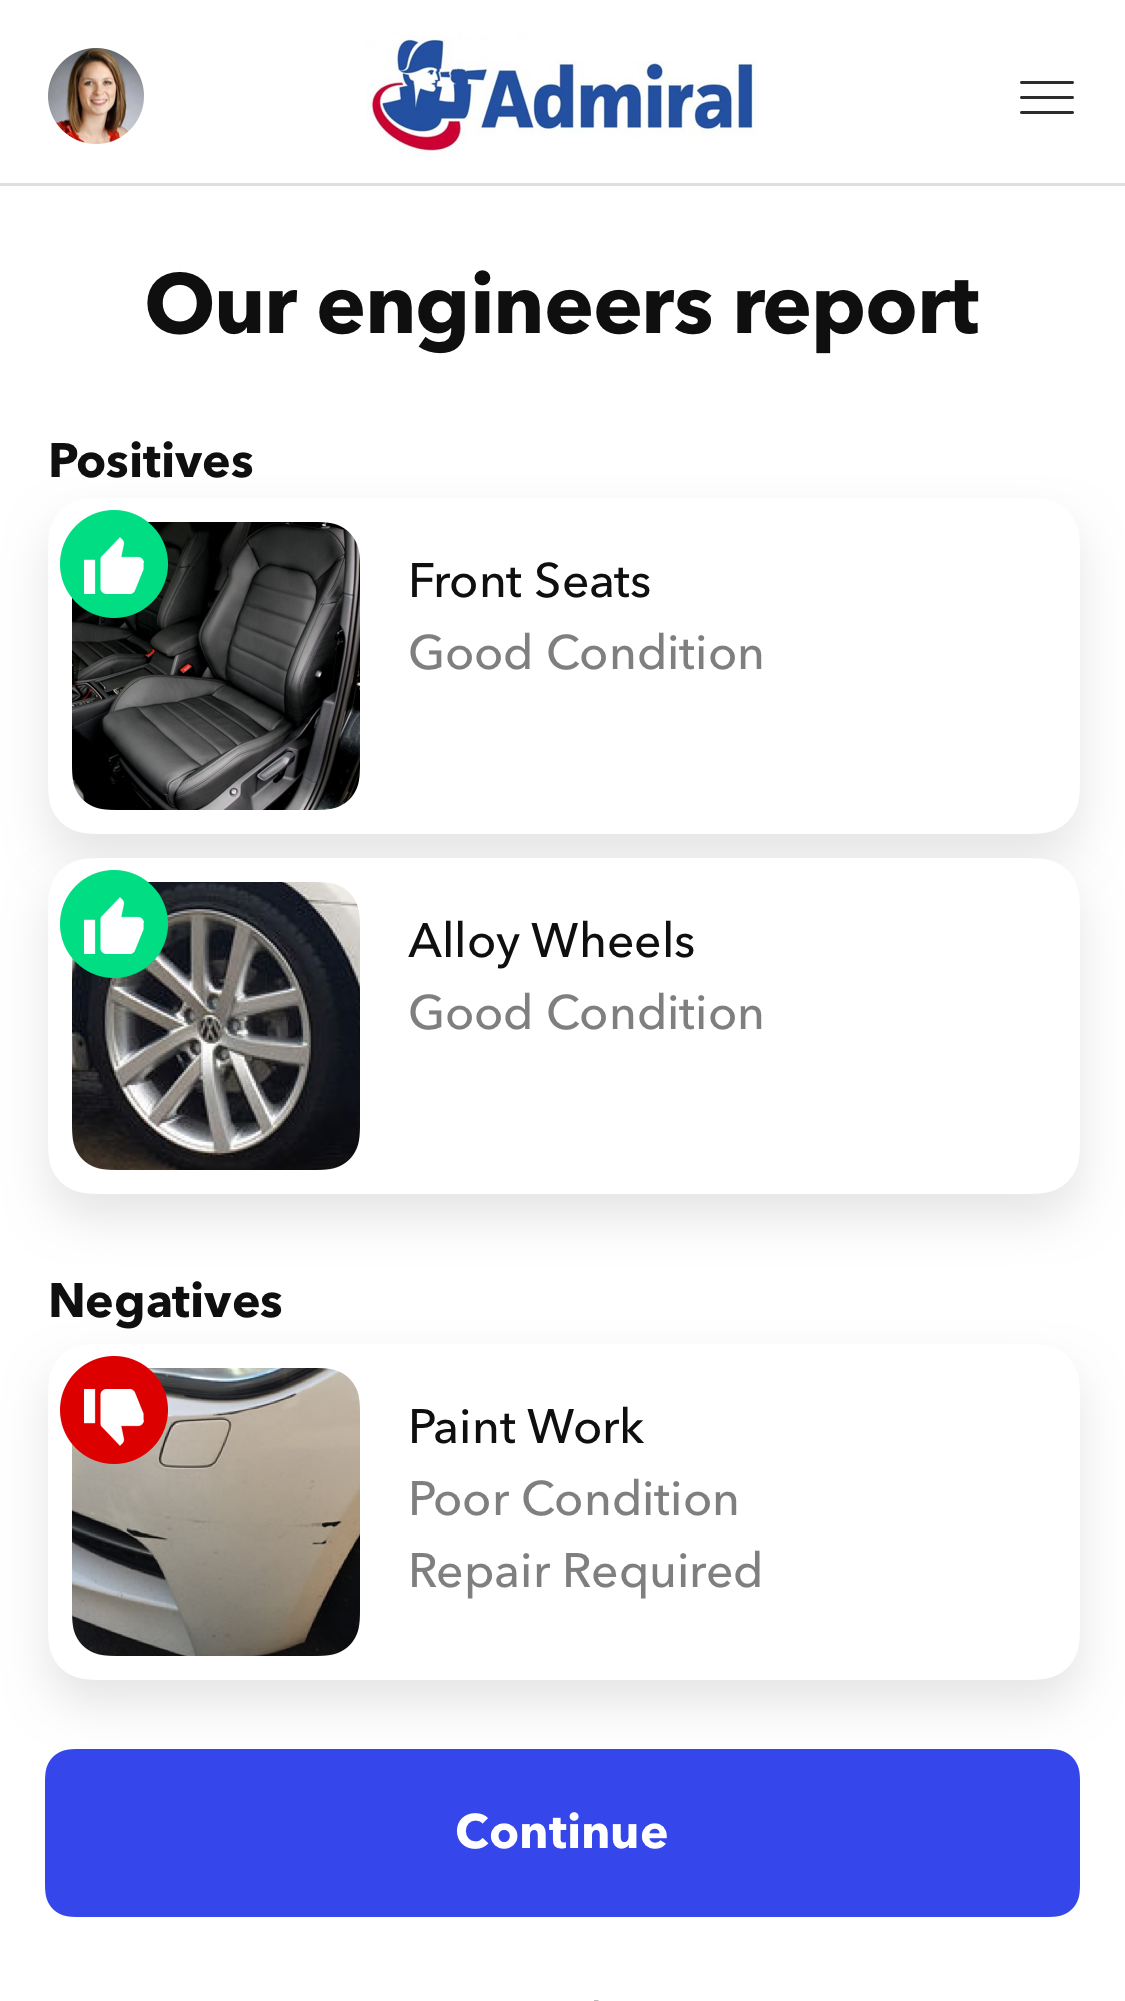 Admiral
Our engineers report
Positives
Front Seats
Good Condition
Alloy Wheels
Good Condition
Negatives
Paint Work
Poor Condition
Repair Required
Continue